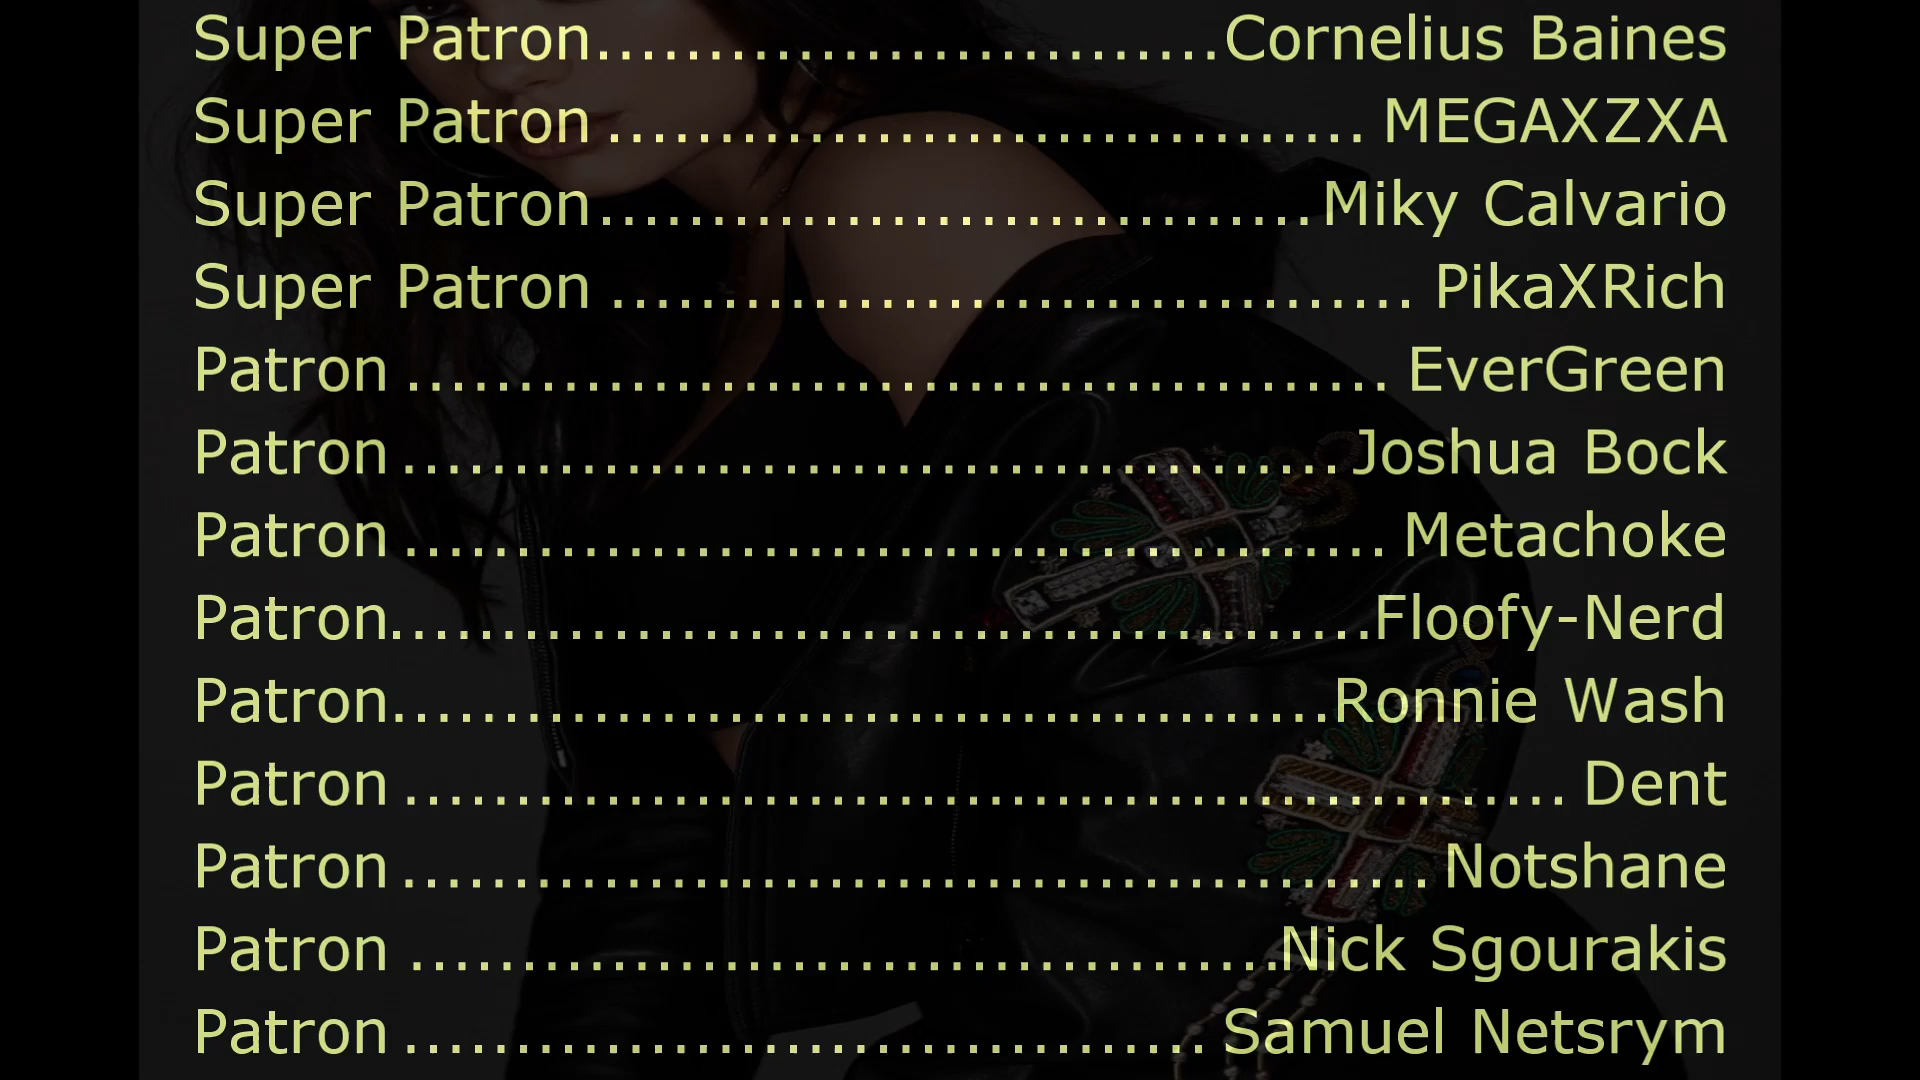 Super Patron............................Cornelius Baines
Super Patron .................................. MEGAXZXA
Super Patron................................Miky Calvario
Super Patron .................................... PikaXRich
Patron ............................................ EverGreen
Patron ..........................................Joshua Bock
Patron ............................................ Metachoke
Patron............................................Floofy-Nerd
Patron..........................................Ronnie Wash
Patron .................................................... Dent
Patron ..............................................Notshane
Patron .......................................Nick Sgourakis
Patron .................................... Samuel Netsrym